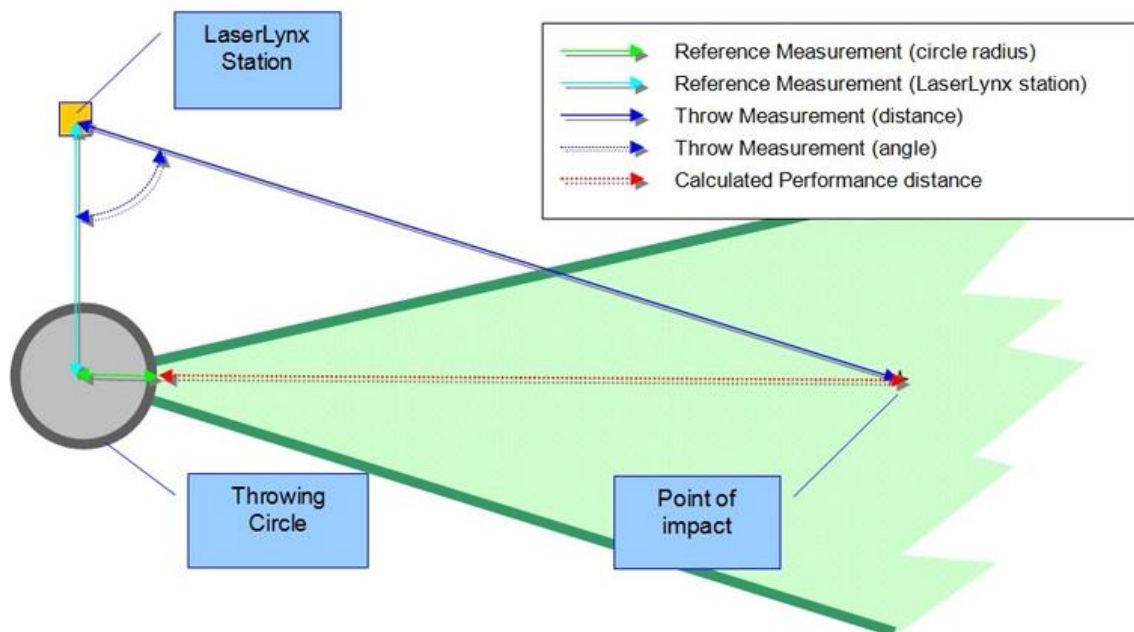 LaserLynx
Station
Reference Measurement (circle radius)
Reference Measurement (LaserLynx station)
Throw Measurement (distance)
Throw Measurement (angle)
Calculated Performance distance
Throwing
Circle
Point of
impact